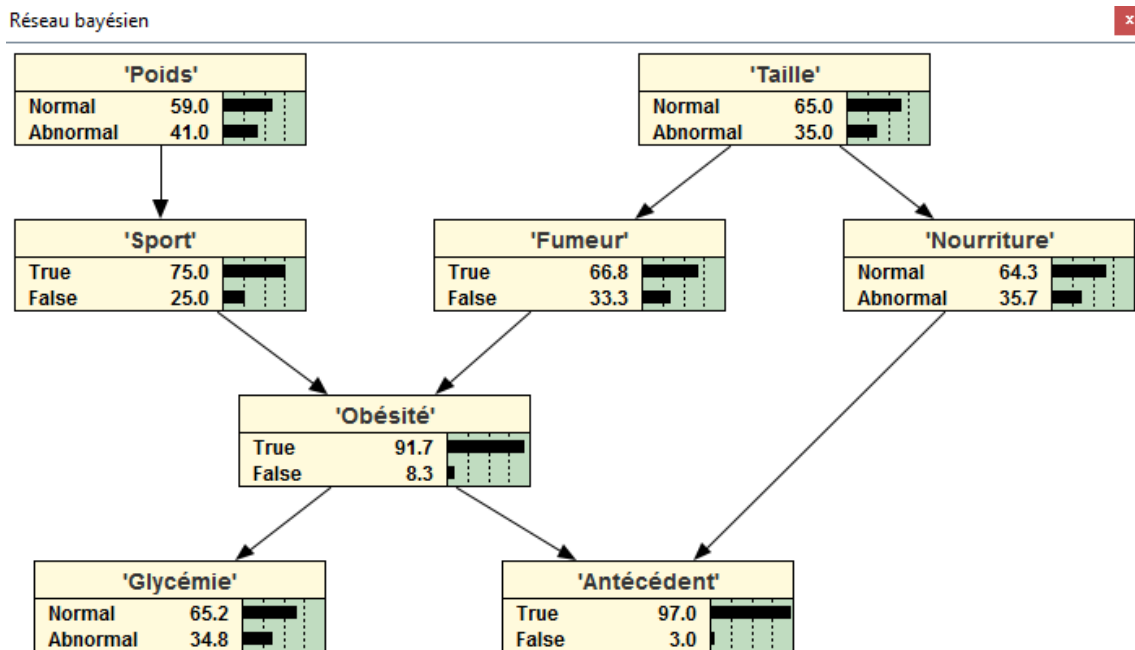 Réseau bayésien
x
'Poids'
Normal 59.0
Abnormal 41.0
'Taille'
Normal 65.0
Abnormal 35.0
'Sport'
True 75.0
False 25.0
'Fumeur'
True 66.8
False 33.3
'Nourriture'
Normal 64.3
Abnormal 35.7
'Obésité'
True 91.7
False 8.3
'Glycémie'
Normal 65.2
Abnormal 34.8
'Antécédent'
True 97.0
False 3.0